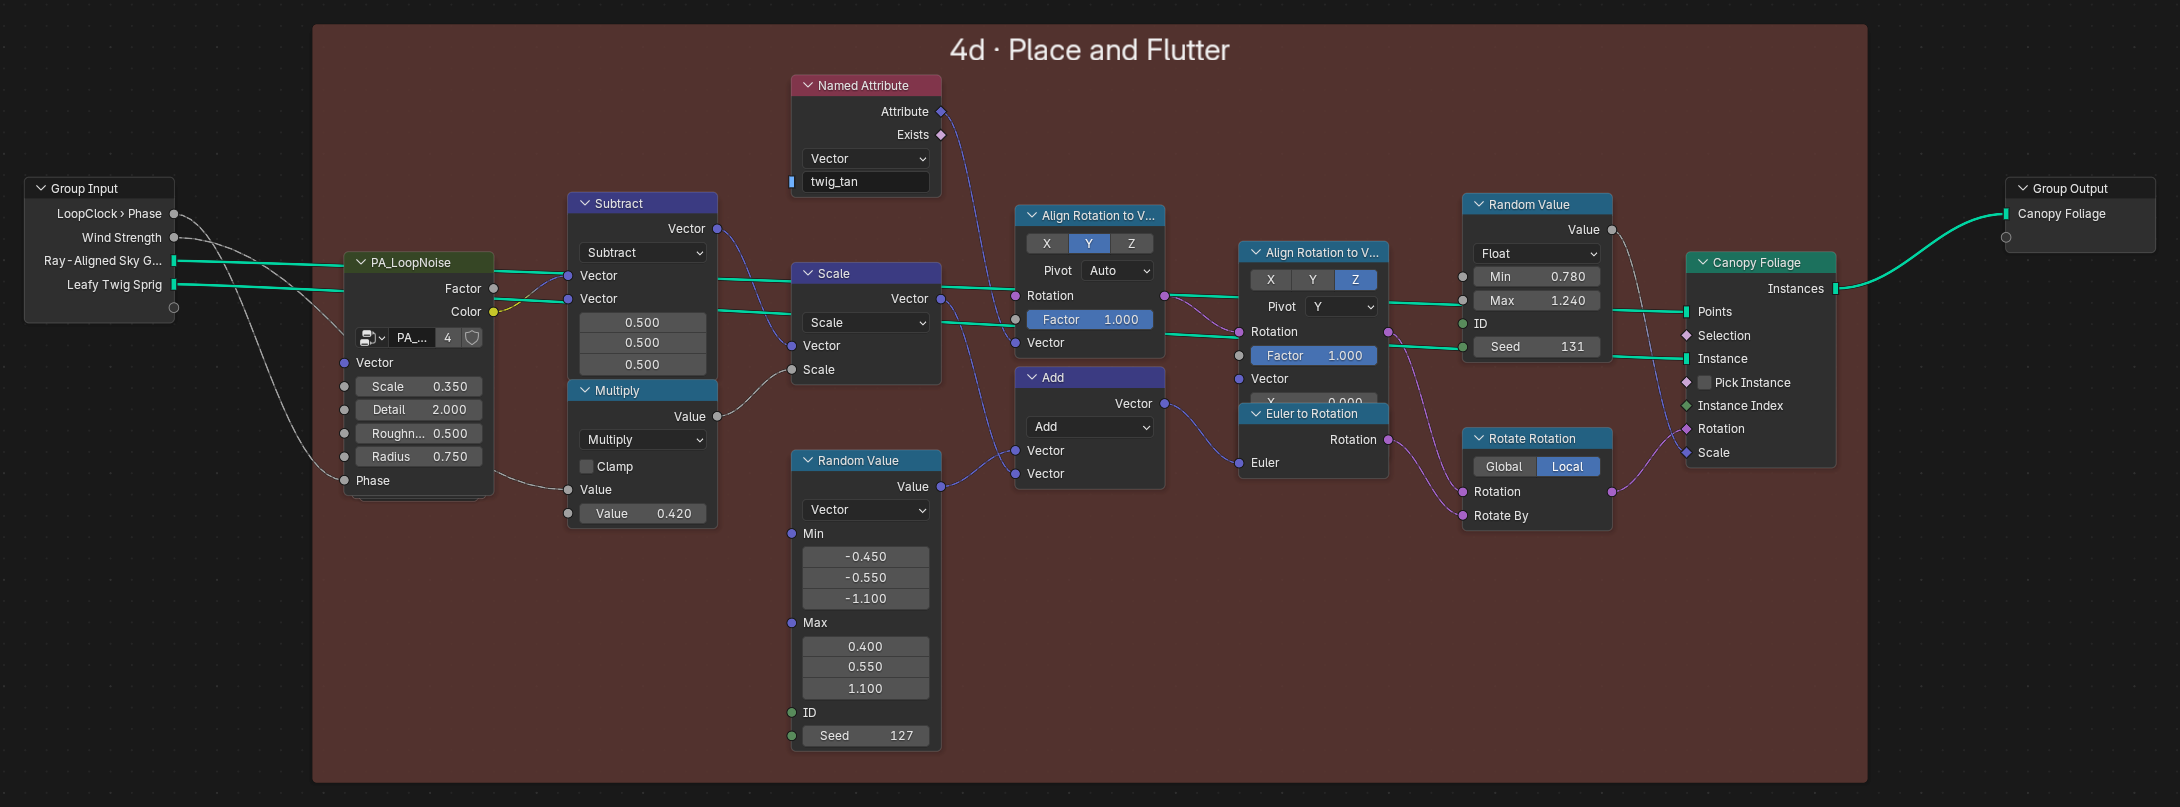 4d · Place and Flutter
Group Input
LoopClock › Phase
Wind Strength
Ray-Aligned Sky G...
Leafy Twig Sprig
PA_LoopNoise
Factor
Color
PA_... 4
Vector
Scale 0.350
Detail 2.000
Roughn... 0.500
Radius 0.750
Phase
Subtract
Vector
Subtract
Vector
Vector
0.500
0.500
0.500
Multiply
Value
Multiply
Clamp
Value
Value 0.420
Named Attribute
Attribute
Exists
Vector
twig_tan
Scale
Vector
Scale
Vector
Scale
Random Value
Value
Vector
Min
-0.450
-0.550
-1.100
Max
0.400
0.550
1.100
ID
Seed 127
Align Rotation to V...
X Y Z
Pivot Auto
Rotation
Factor 1.000
Vector
Add
Vector
Add
Vector
Vector
Align Rotation to V...
X Y Z
Pivot Y
Rotation
Factor 1.000
Vector
X 0.000
Euler to Rotation
Rotation
Euler
Random Value
Value
Float
Min 0.780
Max 1.240
ID
Seed 131
Rotate Rotation
Global Local
Rotation
Rotate By
Canopy Foliage
Instances
Points
Selection
Instance
Pick Instance
Instance Index
Rotation
Scale
Group Output
Canopy Foliage